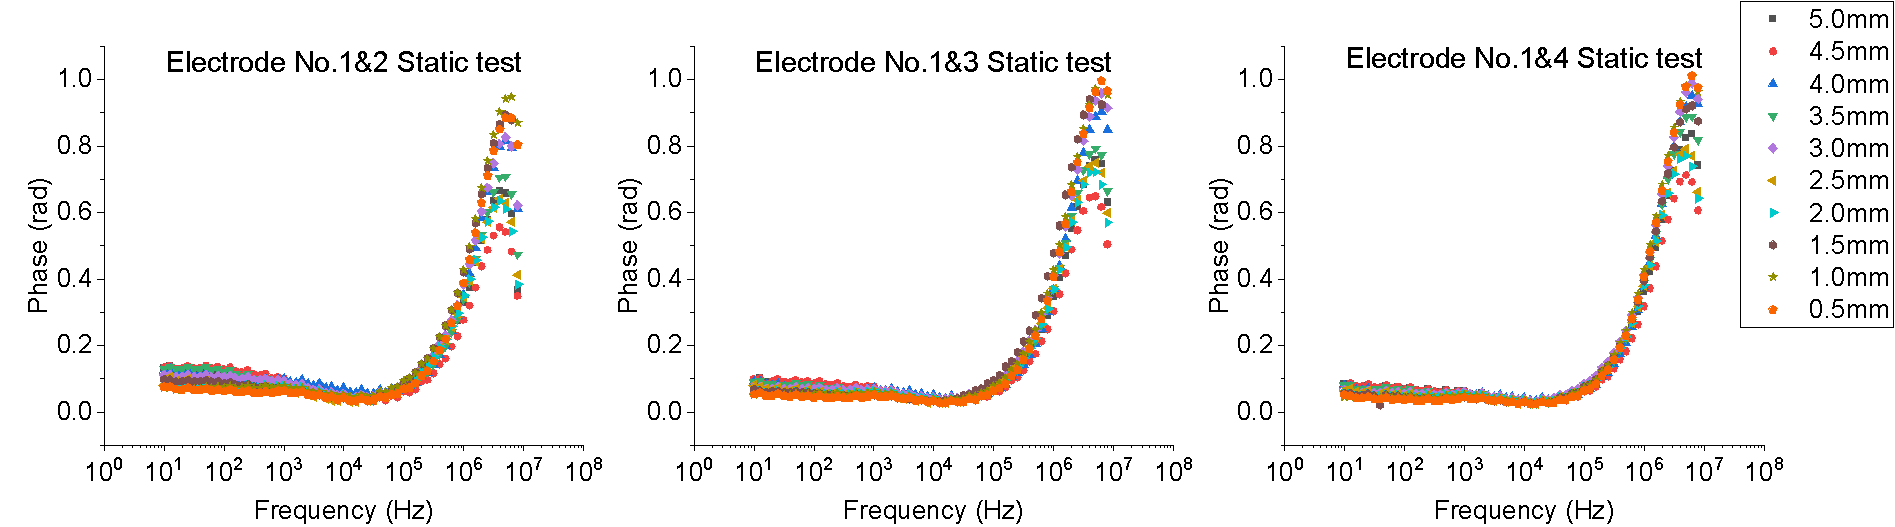 Electrode No.1&2 Static test
Phase (rad)
1.0
0.8
0.6
0.4
0.2
0.0
10⁰ 10¹ 10² 10³ 10⁴ 10⁵ 10⁶ 10⁷ 10⁸
Frequency (Hz)
Electrode No.1&3 Static test
Phase (rad)
1.0
0.8
0.6
0.4
0.2
0.0
10⁰ 10¹ 10² 10³ 10⁴ 10⁵ 10⁶ 10⁷ 10⁸
Frequency (Hz)
Electrode No.1&4 Static test
Phase (rad)
1.0
0.8
0.6
0.4
0.2
0.0
10⁰ 10¹ 10² 10³ 10⁴ 10⁵ 10⁶ 10⁷ 10⁸
Frequency (Hz)
5.0mm
4.5mm
4.0mm
3.5mm
3.0mm
2.5mm
2.0mm
1.5mm
1.0mm
0.5mm